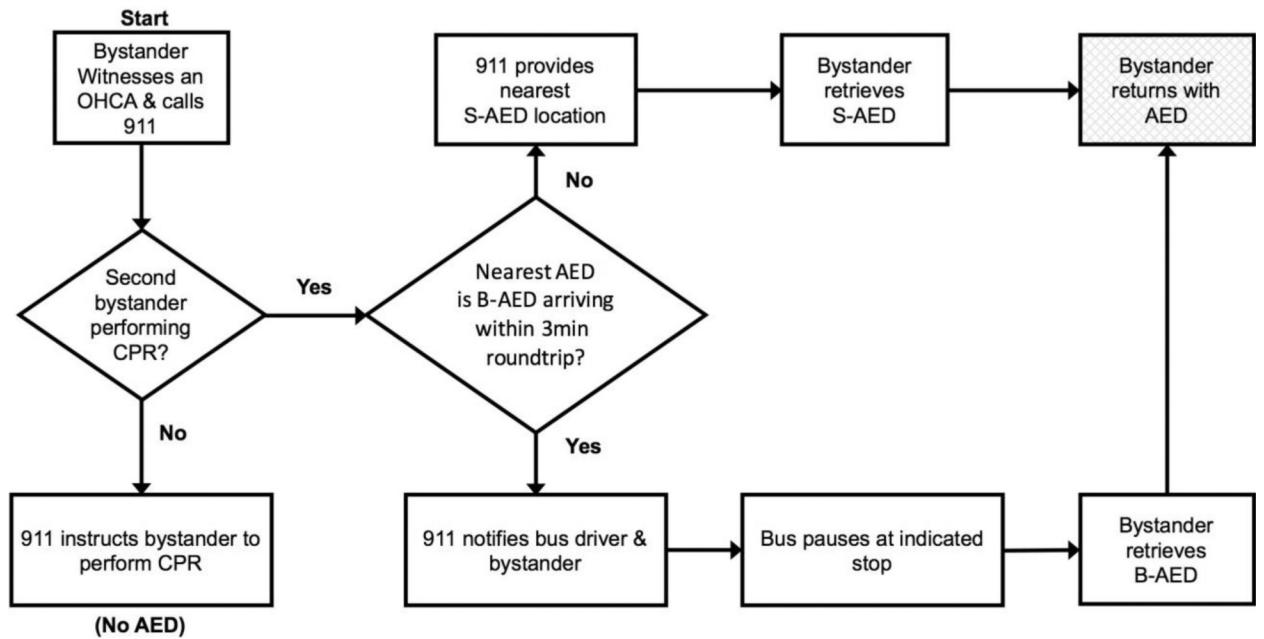 Start
Bystander
Witnesses an
OHCA & calls
911
Second
bystander
performing
CPR?
Yes
No
911 instructs bystander to
perform CPR
(No AED)
Nearest AED
is B-AED arriving
within 3min
roundtrip?
No
911 provides
nearest
S-AED location
Bystander
retrieves
S-AED
Bystander
returns with
AED
Yes
911 notifies bus driver &
bystander
Bus pauses at indicated
stop
Bystander
retrieves
B-AED